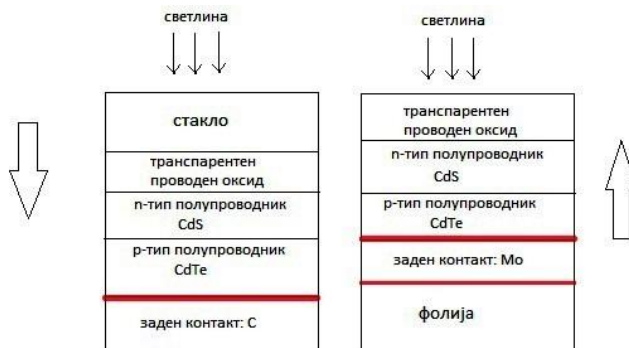 светлина
стакло
транспарентен
проводен оксид
n-тип полупроводник
CdS
p-тип полупроводник
CdTe
заден контакт: C
светлина
транспарентен
проводен оксид
n-тип полупроводник
CdS
p-тип полупроводник
CdTe
заден контакт: Mo
фолија